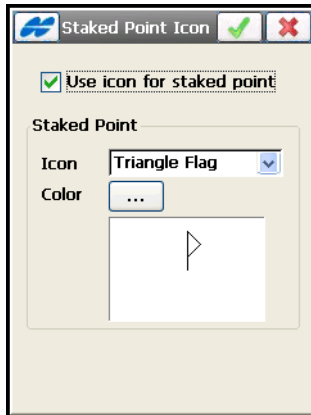 Staked Point Icon
Use icon for staked point
Staked Point
Icon Triangle Flag
Color ...